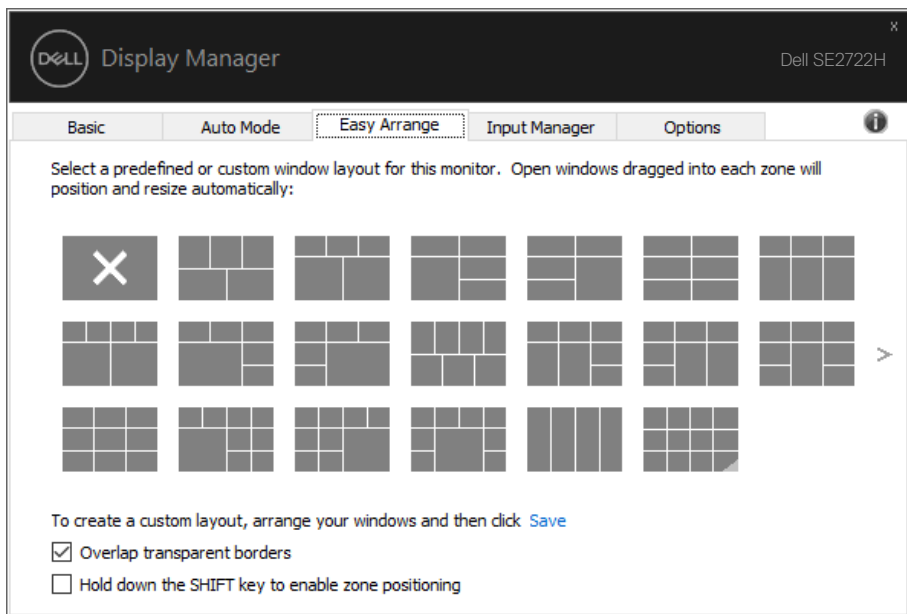 x
DELL Display Manager
Dell SE2722H
Basic Auto Mode Easy Arrange Input Manager Options
Select a predefined or custom window layout for this monitor. Open windows dragged into each zone will
position and resize automatically:
>
To create a custom layout, arrange your windows and then click Save
Overlap transparent borders
Hold down the SHIFT key to enable zone positioning